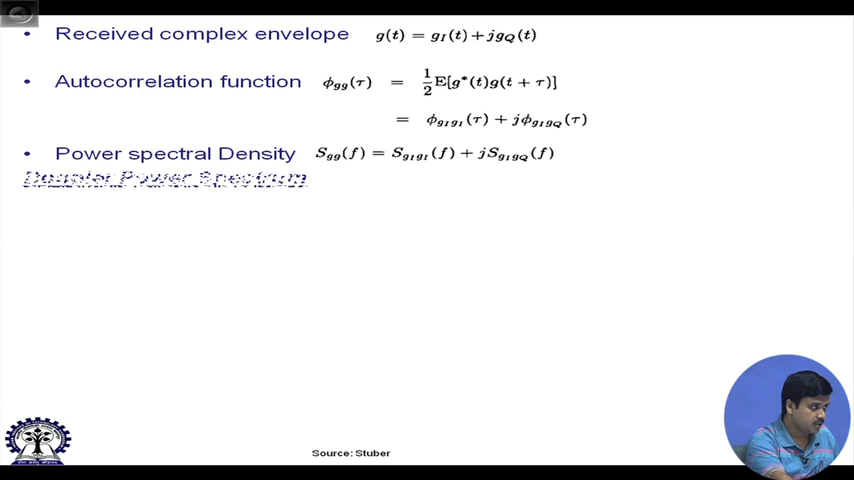 • Received complex envelope g(t) = g_I(t) + jg_Q(t)
• Autocorrelation function ϕ_gg(τ) = 1/2 E[g*(t)g(t + τ)]
= ϕ_{g_I g_I}(τ) + jϕ_{g_I g_Q}(τ)
• Power spectral Density S_gg(f) = S_{g_I g_I}(f) + jS_{g_I g_Q}(f)
Doppler Power Spectrum
Source: Stuber